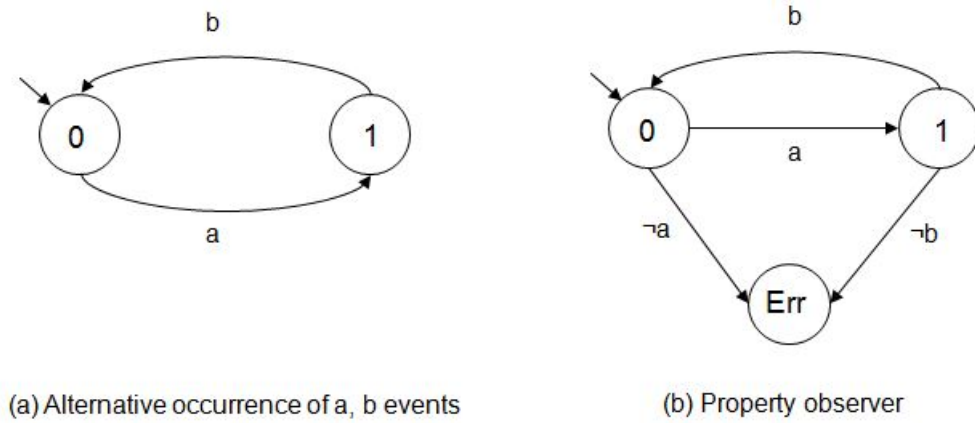 b
0
1
a
(a) Alternative occurrence of a, b events
b
0
1
a
¬a
¬b
Err
(b) Property observer